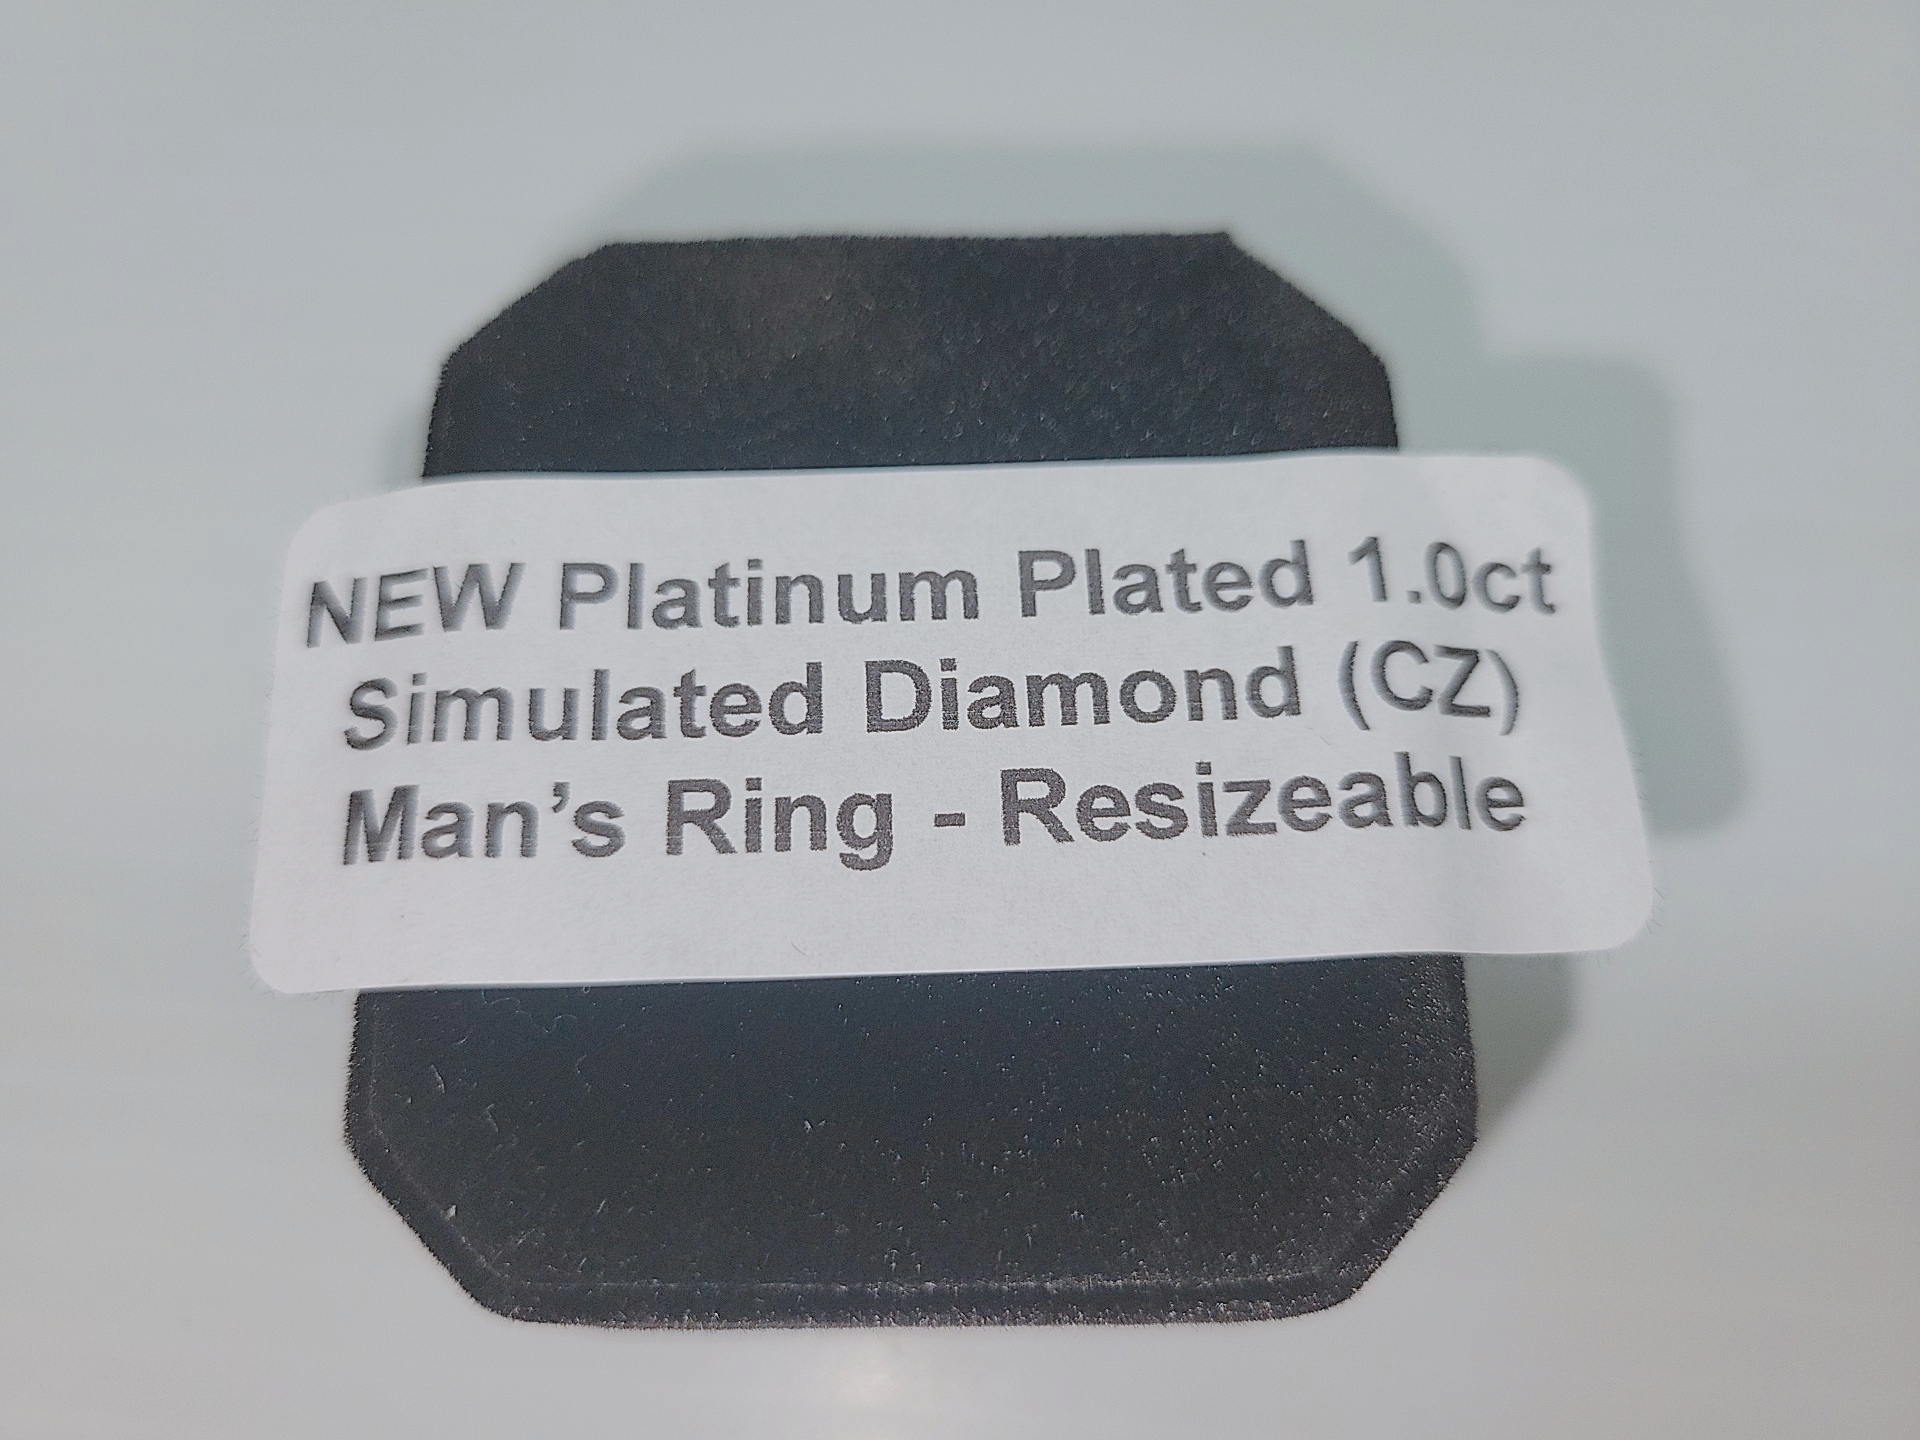 NEW Platinum Plated 1.0ct
Simulated Diamond (CZ)
Man’s Ring - Resizeable